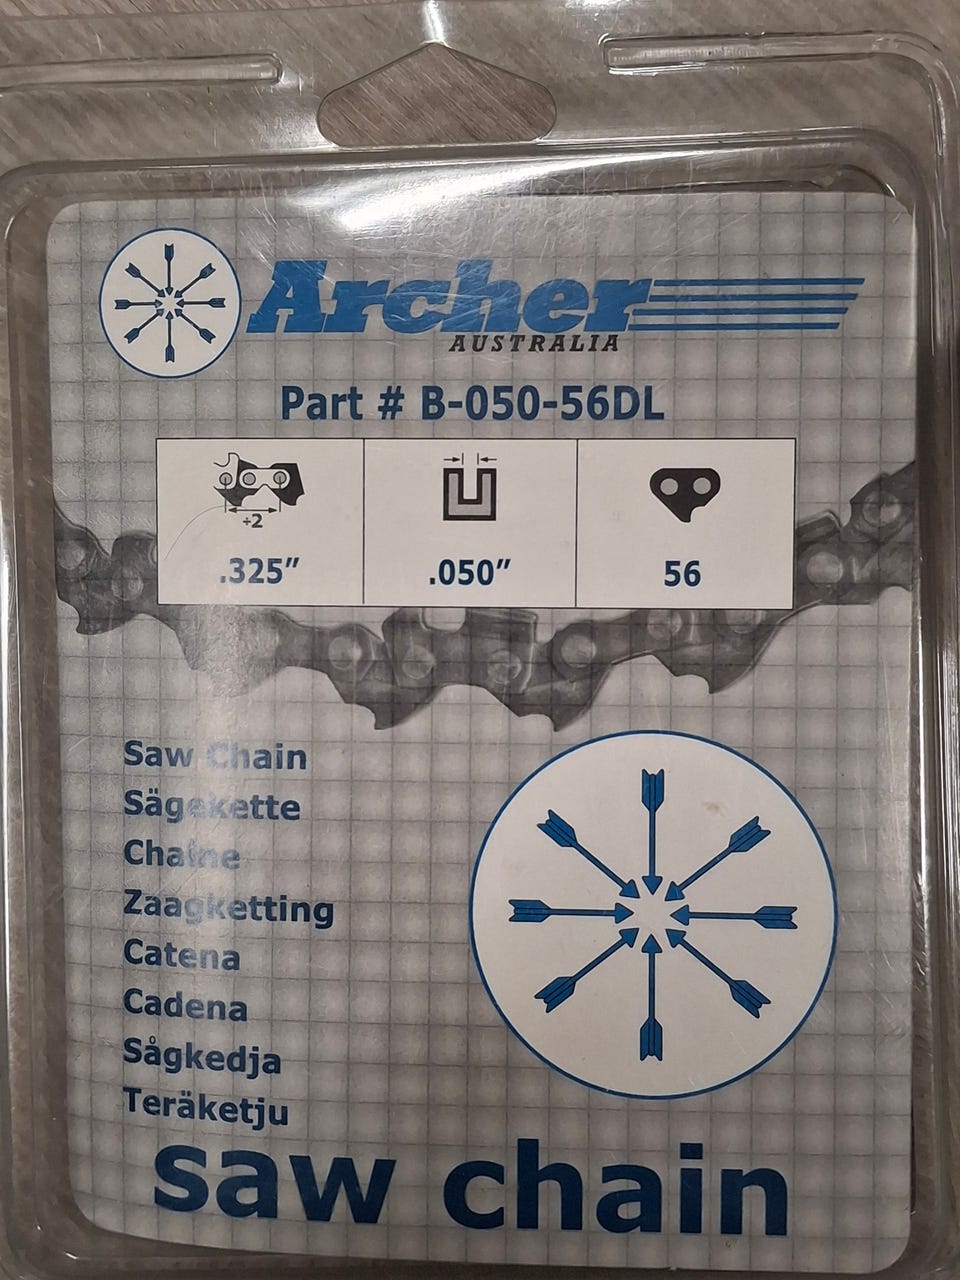 Archer
AUSTRALIA
Part # B-050-56DL
÷2
.325” .050” 56
Saw Chain
Sägekette
Chaîne
Zaagketting
Catena
Cadena
Sågkedja
Teräketju
saw chain